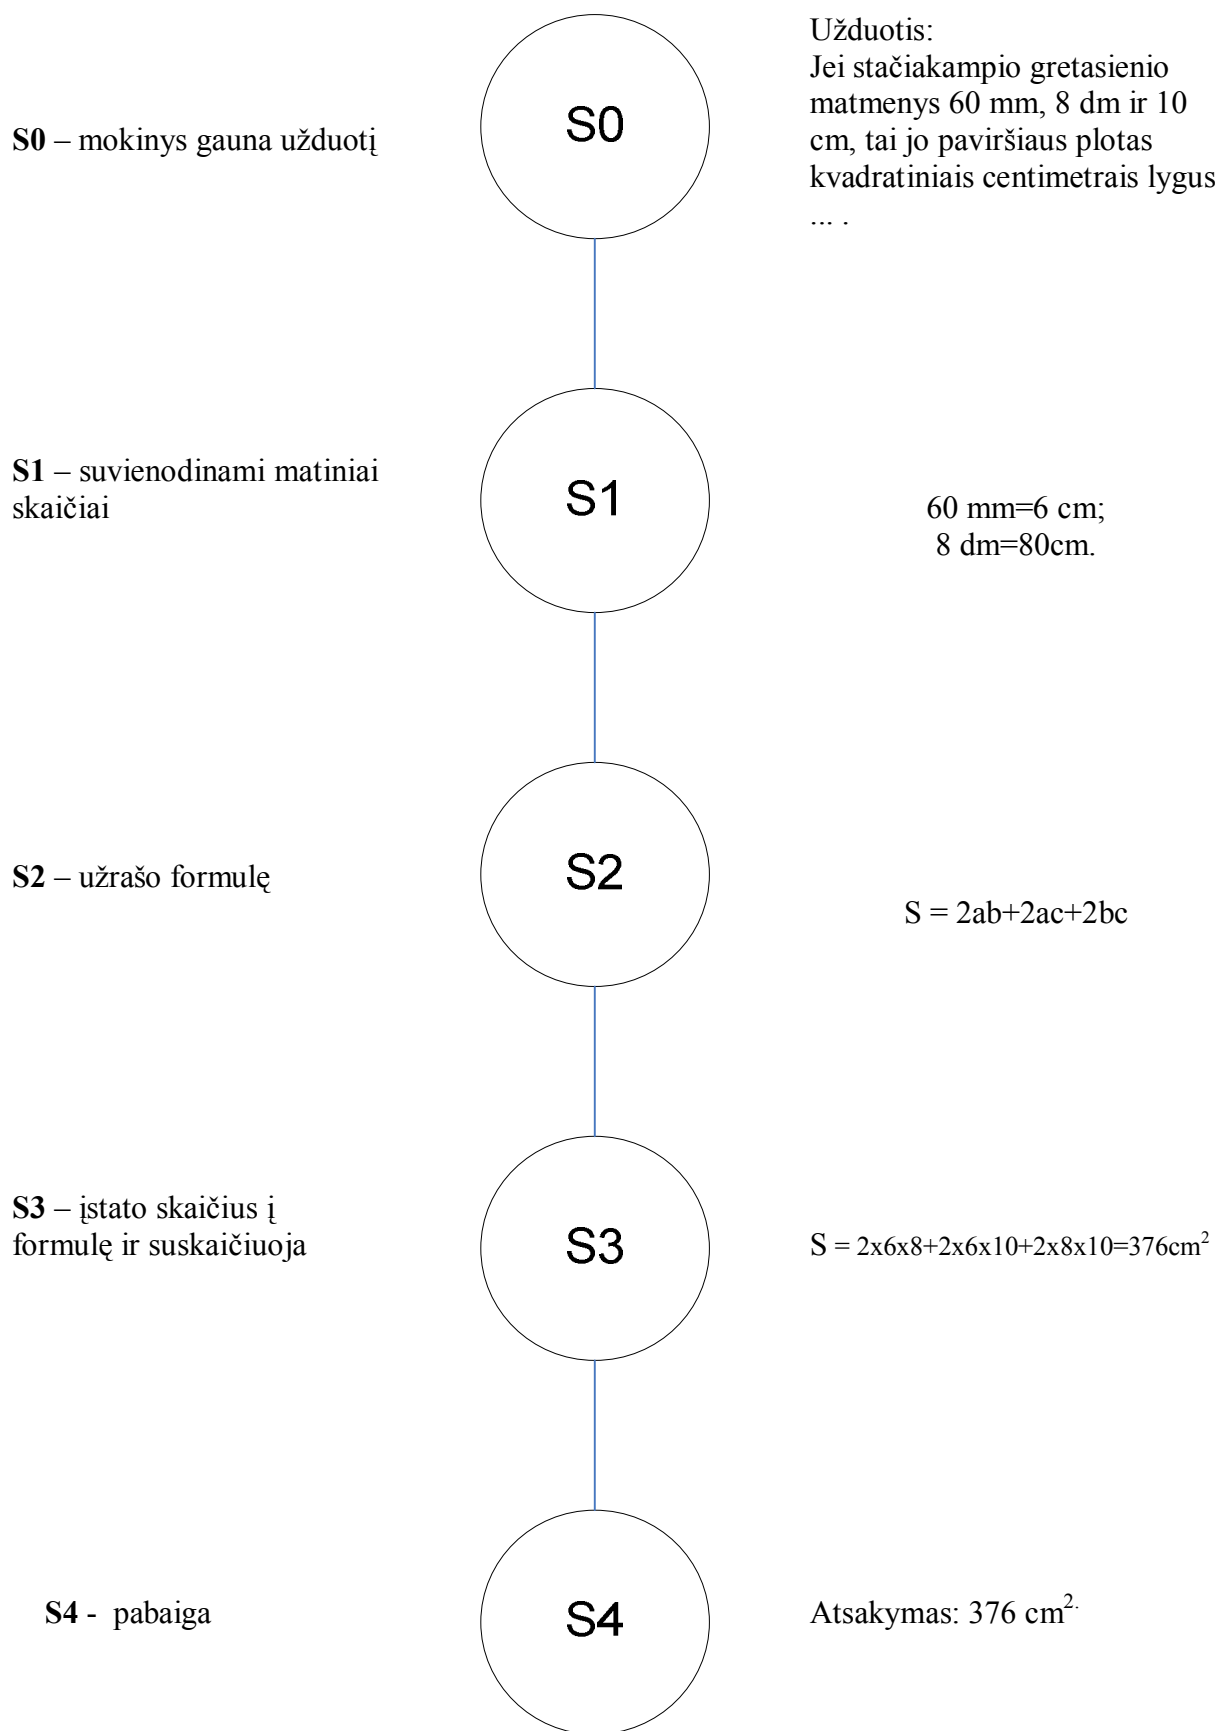 Užduotis:
Jei stačiakampio gretasienio
matmenys 60 mm, 8 dm ir 10
cm, tai jo paviršiaus plotas
kvadratiniais centimetrais lygus
... .
S0 – mokinys gauna užduotį
S0
S1 – suvienodinami matiniai
skaičiai
S1
60 mm=6 cm;
8 dm=80cm.
S2 – užrašo formulę
S2
S = 2ab+2ac+2bc
S3 – įstato skaičius į
formulę ir suskaičiuoja
S3
S = 2x6x8+2x6x10+2x8x10=376cm²
S4 - pabaiga
S4
Atsakymas: 376 cm².